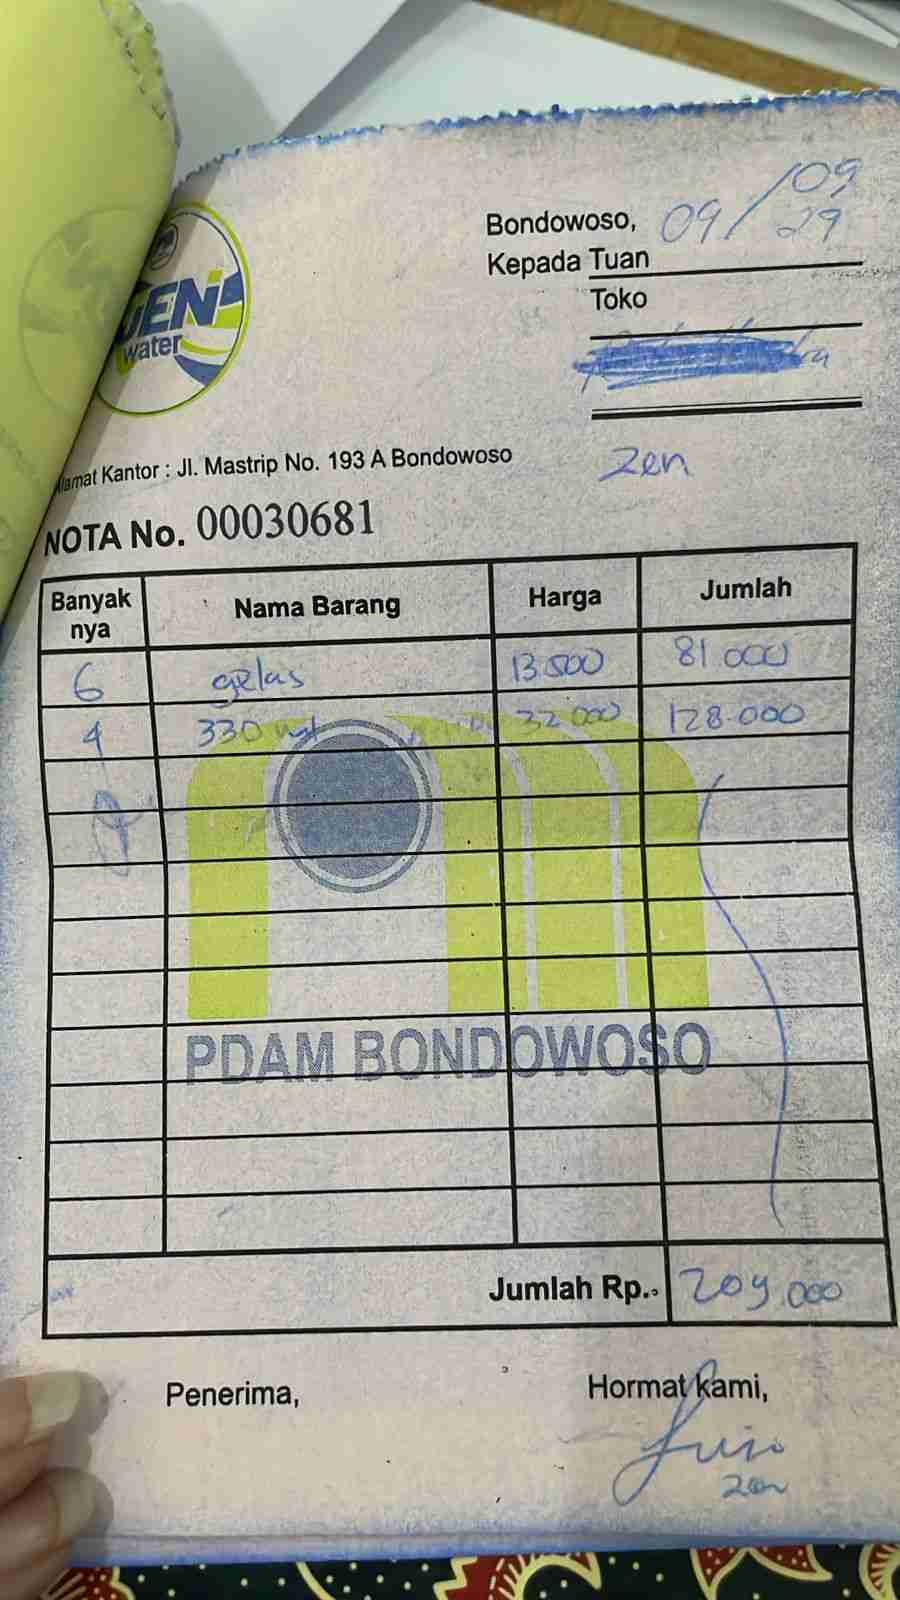 Bondowoso, 09/09
29
Kepada Tuan
Toko
GEN
water
Alamat Kantor : Jl. Mastrip No. 193 A Bondowoso
Zen
NOTA No. 00030681
Banyak nya Nama Barang Harga Jumlah
6 gelas 13.500 81.000
4 330 32.000 128.000
PDAM BONDOWOSO
Jumlah Rp. 209.000
Penerima, Hormat kami,
Zen